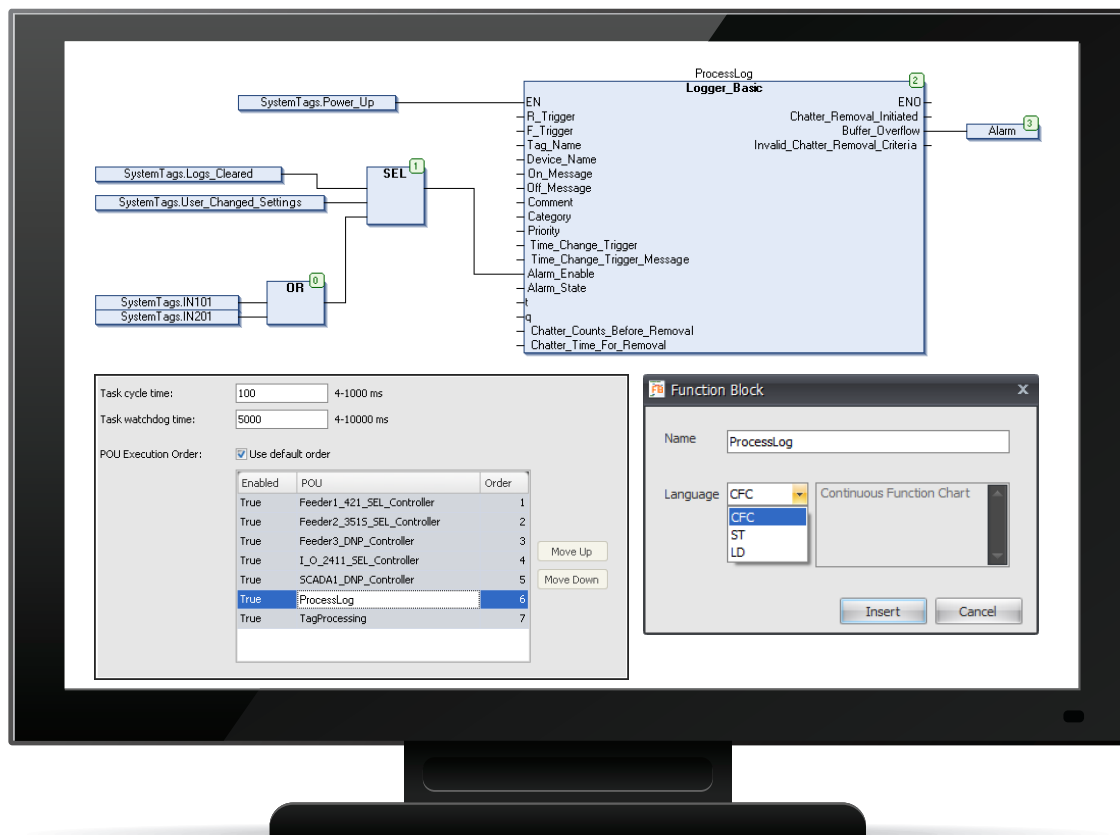 ProcessLog
2
Logger_Basic
SystemTags.Power_Up
EN
ENO
R_Trigger
Chatter_Removal_Initiated
F_Trigger
Buffer_Overflow
Alarm
3
Tag_Name
Invalid_Chatter_Removal_Criteria
Device_Name
On_Message
Off_Message
Comment
Category
Priority
Time_Change_Trigger
Time_Change_Trigger_Message
Alarm_Enable
Alarm_State
t
q
Chatter_Counts_Before_Removal
Chatter_Time_For_Removal
SystemTags.Logs_Cleared
SEL
1
SystemTags.User_Changed_Settings
OR
0
SystemTags.IN101
SystemTags.IN201
Task cycle time:
100
4-1000 ms
Task watchdog time:
5000
4-10000 ms
POU Execution Order:
Use default order
Enabled POU Order
True Feeder1_421_SEL_Controller 1
True Feeder2_351S_SEL_Controller 2
True Feeder3_DNP_Controller 3
True I_O_2411_SEL_Controller 4
True SCADA1_DNP_Controller 5
True ProcessLog 6
True TagProcessing 7
Move Up
Move Down
FB
Function Block
x
Name
ProcessLog
Language
CFC
Continuous Function Chart
CFC
ST
LD
Insert
Cancel